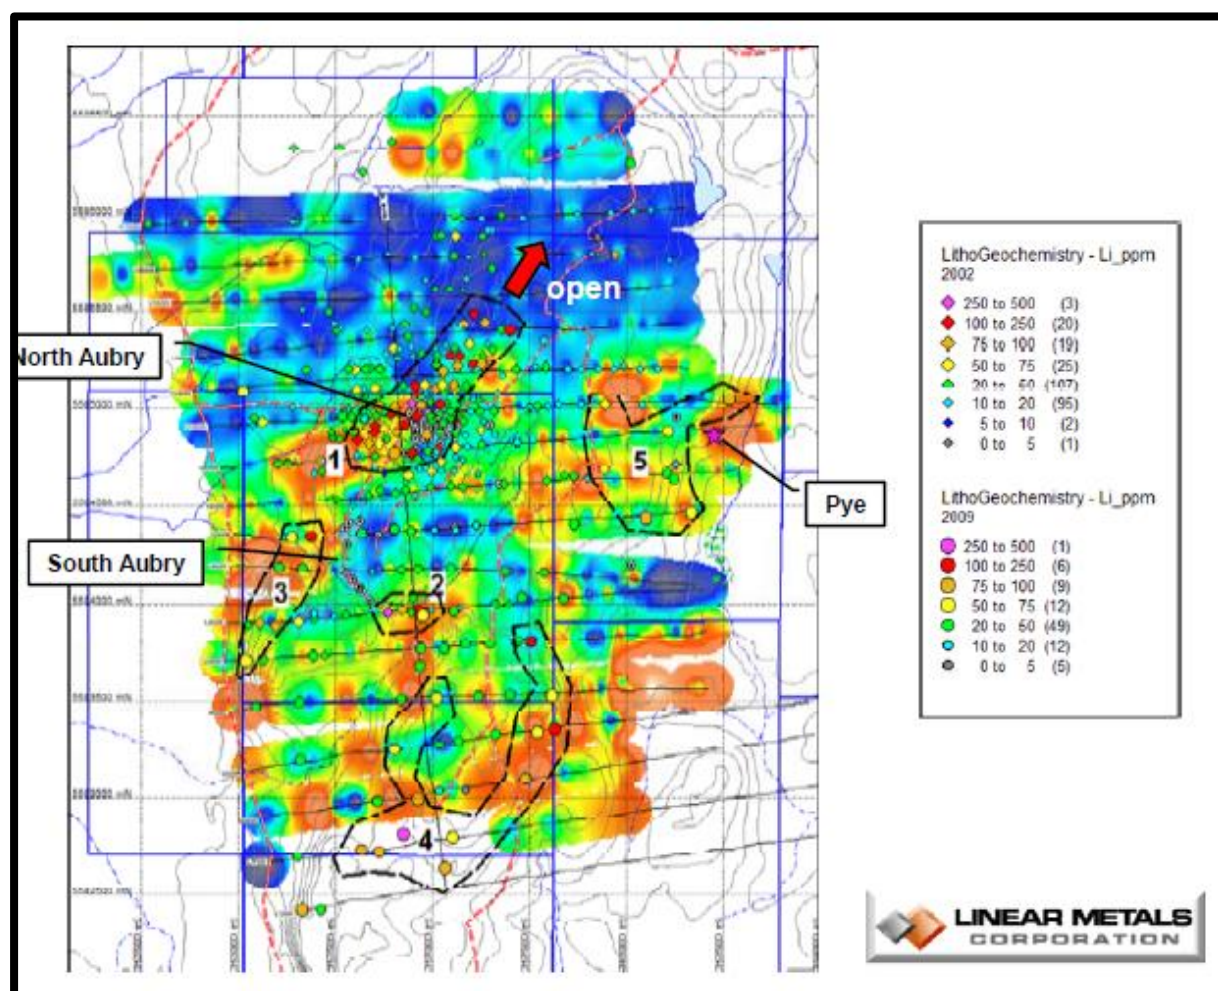 open
North Aubry
1
5
Pye
South Aubry
2
3
4
LithoGeochemistry - Li_ppm
2002
250 to 500 (3)
100 to 250 (20)
75 to 100 (19)
50 to 75 (25)
20 to 50 (107)
10 to 20 (95)
5 to 10 (2)
0 to 5 (1)
LithoGeochemistry - Li_ppm
2009
250 to 500 (1)
100 to 250 (6)
75 to 100 (9)
50 to 75 (12)
20 to 50 (49)
10 to 20 (12)
0 to 5 (5)
LINEAR METALS
CORPORATION